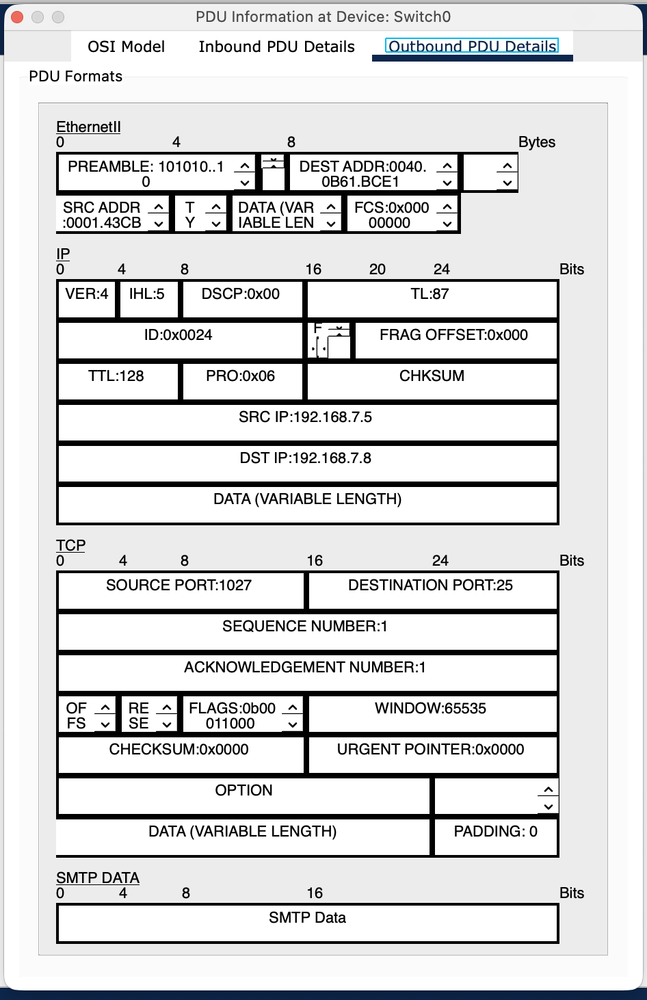 PDU Information at Device: Switch0
OSI Model Inbound PDU Details Outbound PDU Details
PDU Formats
EthernetII
0 4 8 Bytes
PREAMBLE: 101010..1
0
DEST ADDR:0040.
0B61.BCE1
SRC ADDR
:0001.43CB
T
Y
DATA (VAR
IABLE LEN
FCS:0x000
00000
IP
0 4 8 16 20 24 Bits
VER:4 IHL:5 DSCP:0x00 TL:87
ID:0x0024 F FRAG OFFSET:0x000
TTL:128 PRO:0x06 CHKSUM
SRC IP:192.168.7.5
DST IP:192.168.7.8
DATA (VARIABLE LENGTH)
TCP
0 4 8 16 24 Bits
SOURCE PORT:1027 DESTINATION PORT:25
SEQUENCE NUMBER:1
ACKNOWLEDGEMENT NUMBER:1
OF
FS
RE
SE
FLAGS:0b00
011000
WINDOW:65535
CHECKSUM:0x0000 URGENT POINTER:0x0000
OPTION
DATA (VARIABLE LENGTH) PADDING: 0
SMTP DATA
0 4 8 16 Bits
SMTP Data